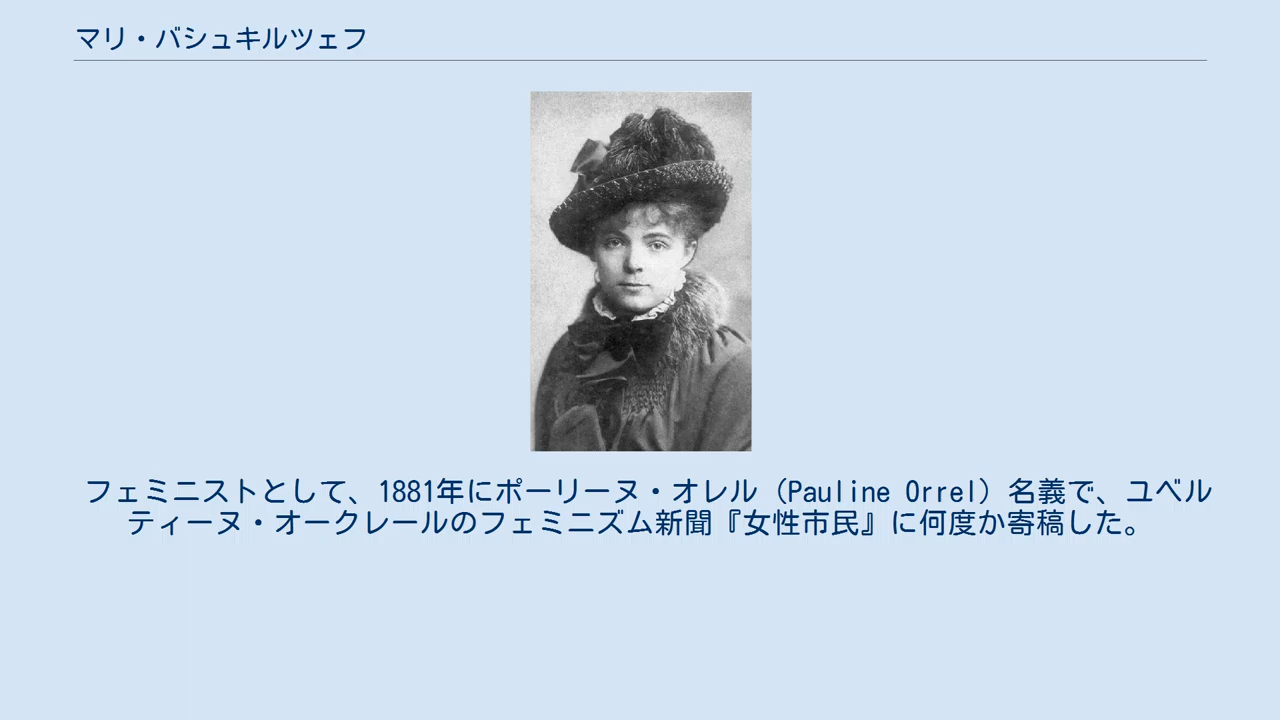 マリ・バシュキルツェフ
フェミニストとして、1881年にポーリーヌ・オレル（Pauline Orrel）名義で、ユベル
ティーヌ・オークレールのフェミニズム新聞『女性市民』に何度か寄稿した。